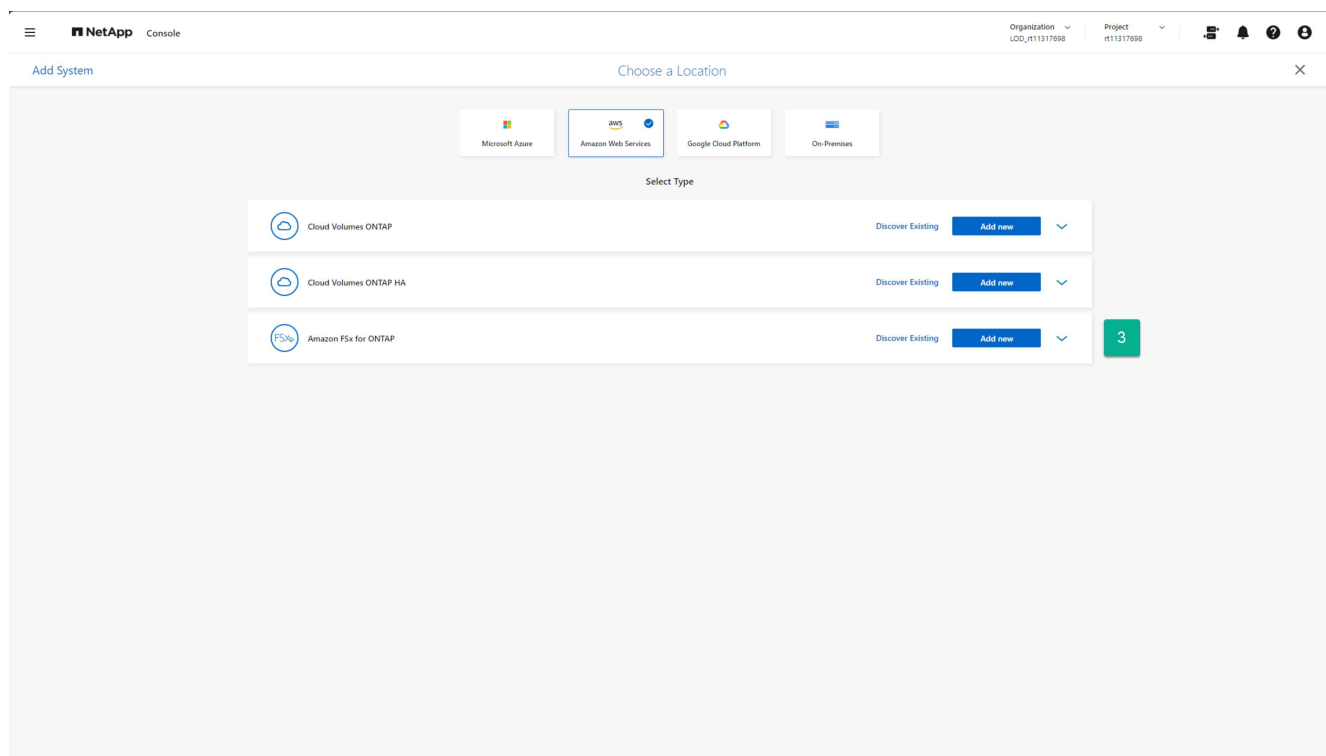 NetApp Console
Organization
LOD_rt11317698
Project
rt11317698
Add System
Choose a Location
Microsoft Azure
aws
Amazon Web Services
Google Cloud Platform
On-Premises
Select Type
Cloud Volumes ONTAP Discover Existing Add new
Cloud Volumes ONTAP HA Discover Existing Add new
FSx Amazon FSx for ONTAP Discover Existing Add new 3